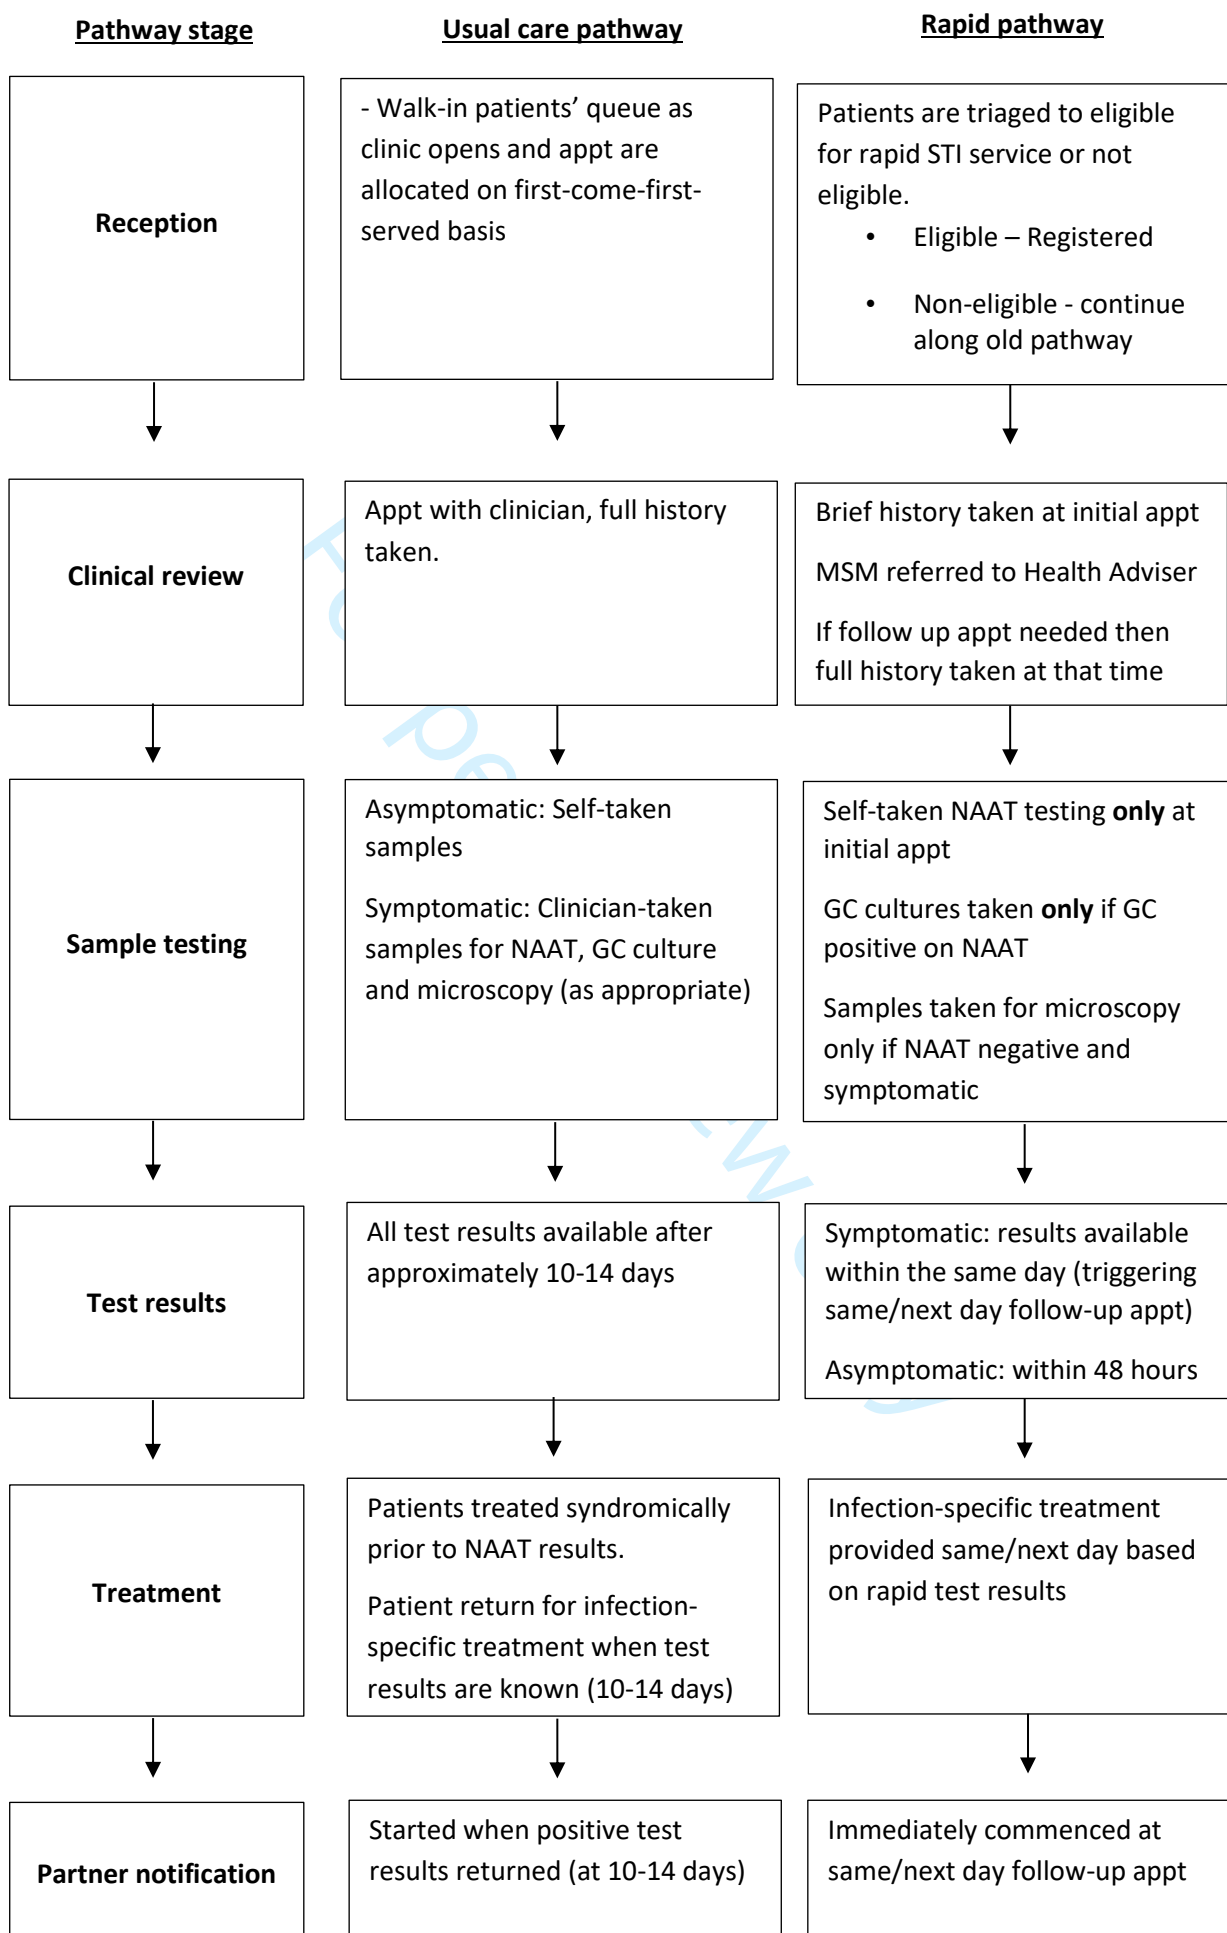 Pathway stage
Usual care pathway
Rapid pathway
Reception
- Walk-in patients’ queue as
clinic opens and appt are
allocated on first-come-first-
served basis
Patients are triaged to eligible
for rapid STI service or not
eligible.
• Eligible – Registered
• Non-eligible - continue
along old pathway
Clinical review
Appt with clinician, full history
taken.
Brief history taken at initial appt
MSM referred to Health Adviser
If follow up appt needed then
full history taken at that time
Sample testing
Asymptomatic: Self-taken
samples
Symptomatic: Clinician-taken
samples for NAAT, GC culture
and microscopy (as appropriate)
Self-taken NAAT testing only at
initial appt
GC cultures taken only if GC
positive on NAAT
Samples taken for microscopy
only if NAAT negative and
symptomatic
Test results
All test results available after
approximately 10-14 days
Symptomatic: results available
within the same day (triggering
same/next day follow-up appt)
Asymptomatic: within 48 hours
Treatment
Patients treated syndromically
prior to NAAT results.
Patient return for infection-
specific treatment when test
results are known (10-14 days)
Infection-specific treatment
provided same/next day based
on rapid test results
Partner notification
Started when positive test
results returned (at 10-14 days)
Immediately commenced at
same/next day follow-up appt